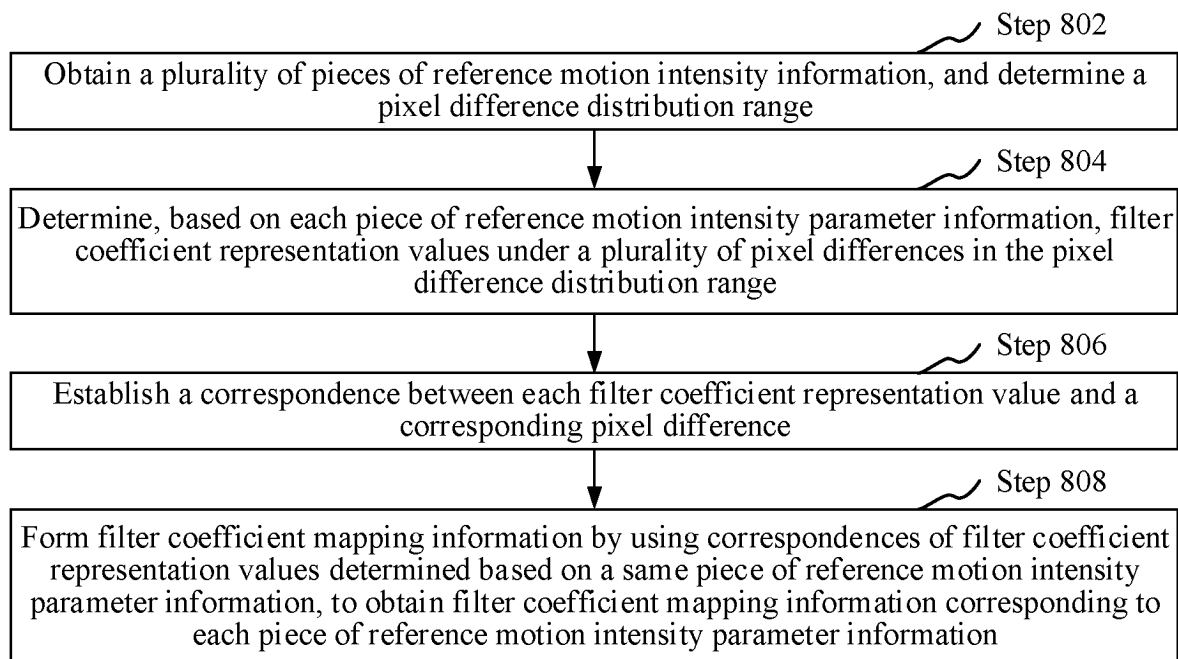 Step 802
Obtain a plurality of pieces of reference motion intensity information, and determine a
pixel difference distribution range
Step 804
Determine, based on each piece of reference motion intensity parameter information, filter
coefficient representation values under a plurality of pixel differences in the pixel
difference distribution range
Step 806
Establish a correspondence between each filter coefficient representation value and a
corresponding pixel difference
Step 808
Form filter coefficient mapping information by using correspondences of filter coefficient
representation values determined based on a same piece of reference motion intensity
parameter information, to obtain filter coefficient mapping information corresponding to
each piece of reference motion intensity parameter information